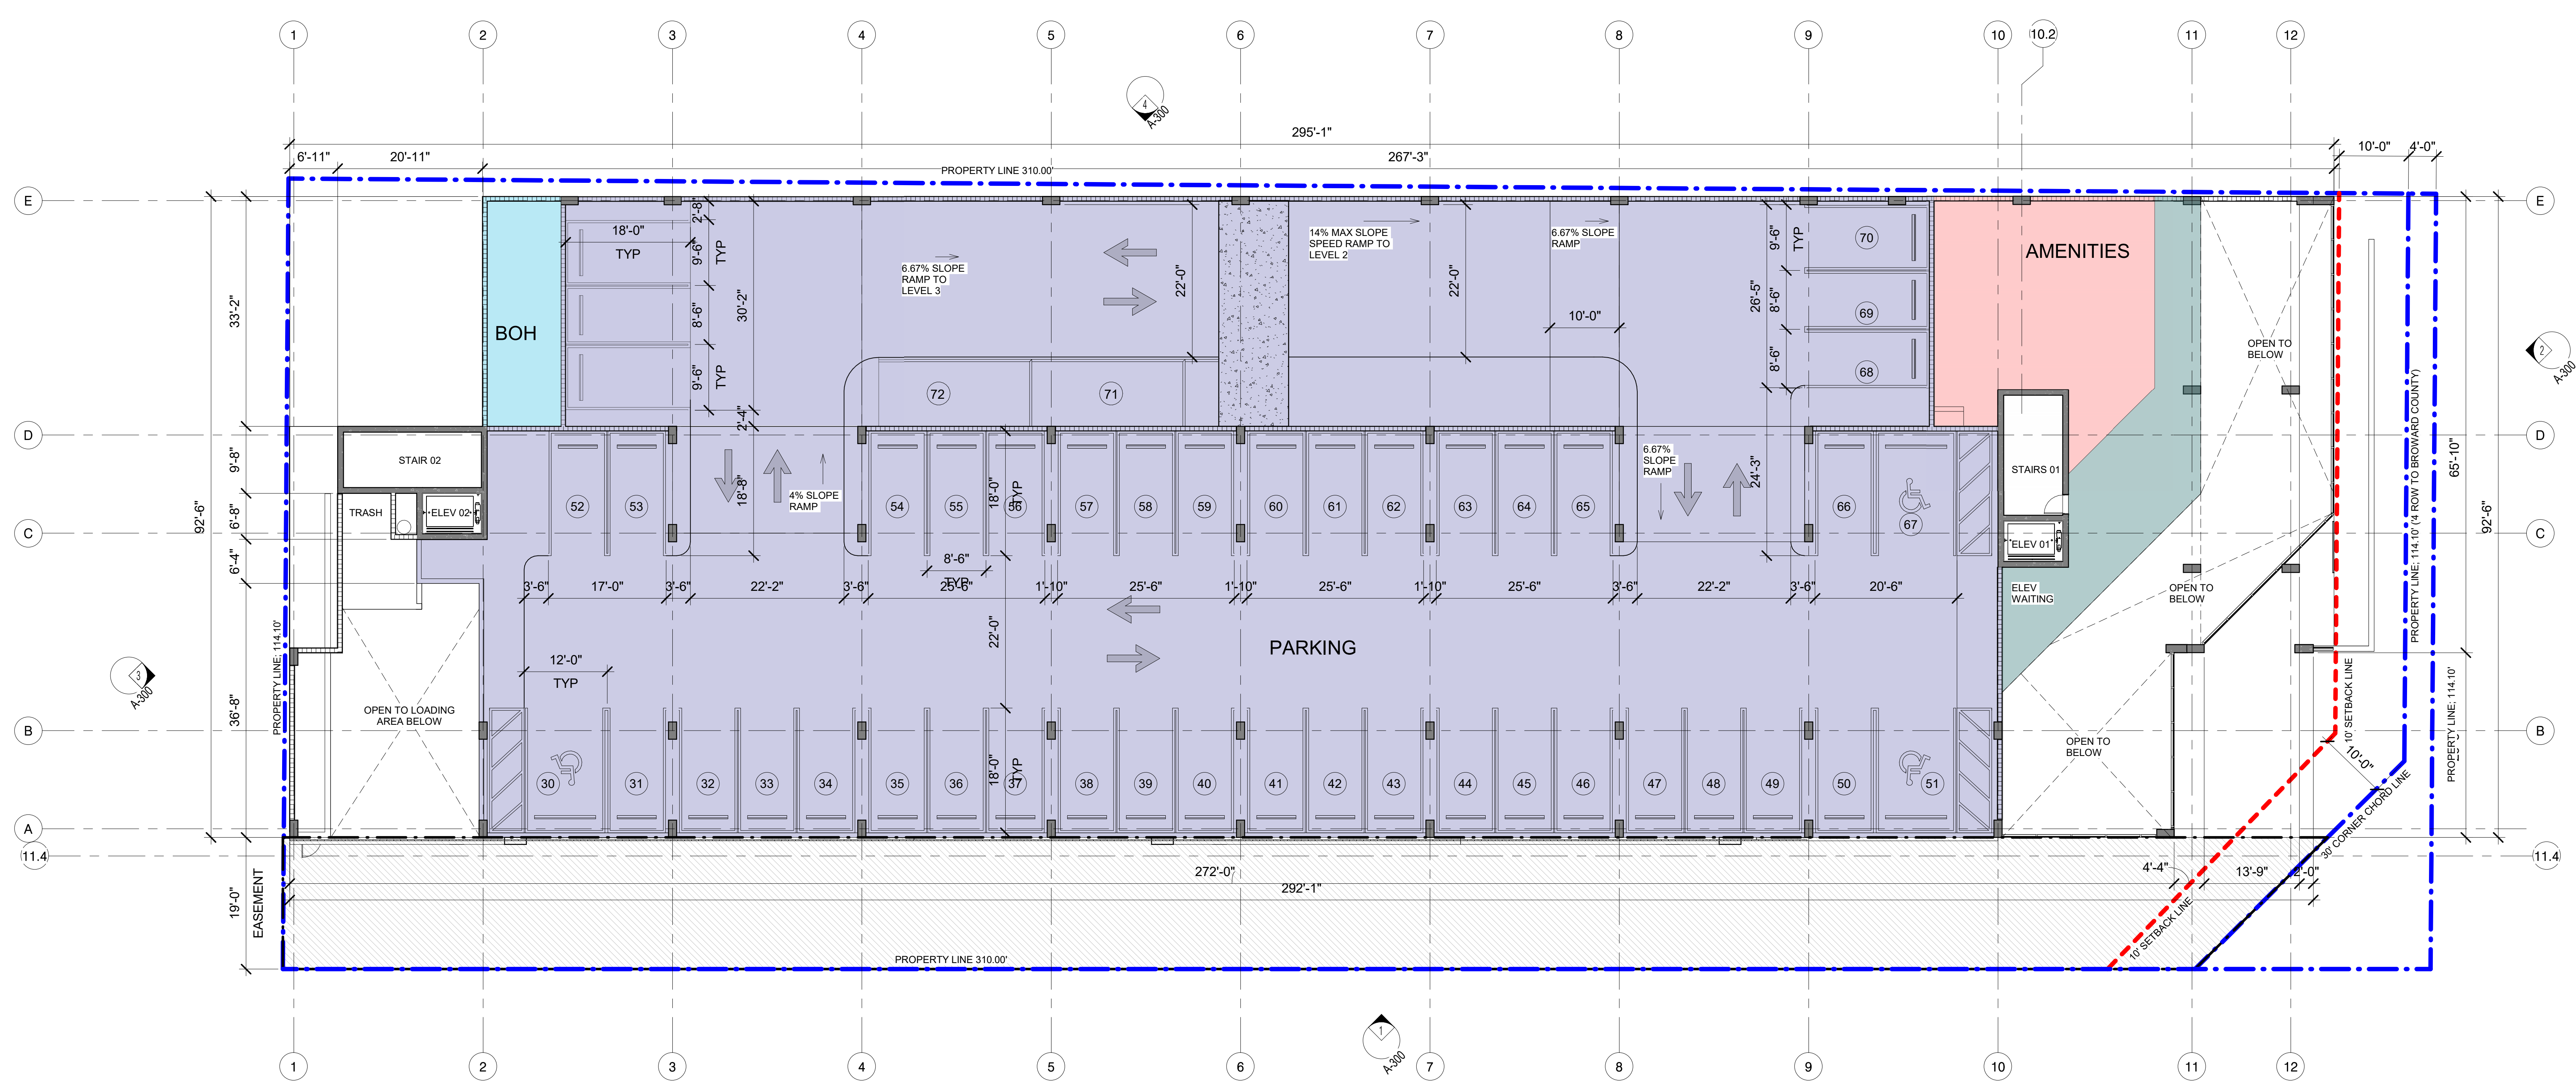 1 2 3 4 5 6 7 8 9 10 10.2 11 12
4
A-300
295'-1"
6'-11" 20'-11" 267'-3" 10'-0" 4'-0"
PROPERTY LINE 310.00'
E E
2'-8"
18'-0"
TYP
9'-6"
TYP
8'-6"
9'-6"
TYP
30'-2"
2'-4"
33'-2"
BOH
6.67% SLOPE
RAMP TO
LEVEL 3
22'-0"
14% MAX SLOPE
SPEED RAMP TO
LEVEL 2
22'-0"
6.67% SLOPE
RAMP
10'-0"
26'-5"
9'-6"
TYP
8'-6"
8'-6"
70
69
68
AMENITIES
OPEN TO
BELOW
2
A-300
72 71
D D
9'-8"
STAIR 02
STAIRS 01
65'-10"
92'-6"
92'-6"
6'-8"
TRASH
ELEV 02
18'-8"
4% SLOPE
RAMP
18'-0"
TYP
6.67%
SLOPE
RAMP
24'-3"
52 53 54 55 56 57 58 59 60 61 62 63 64 65 66 67
C C
ELEV 01
6'-4"
8'-6"
TYP
3'-6" 17'-0" 3'-6" 22'-2" 3'-6" 25'-6" 1'-10" 25'-6" 1'-10" 25'-6" 1'-10" 25'-6" 3'-6" 22'-2" 3'-6" 20'-6"
ELEV
WAITING
OPEN TO
BELOW
PROPERTY LINE; 114.10' ('4 ROW TO BROWARD COUNTY)
PROPERTY LINE; 114.10'
22'-0"
PARKING
12'-0"
TYP
3
A-300
36'-8"
OPEN TO LOADING
AREA BELOW
OPEN TO
BELOW
10' SETBACK LINE
PROPERTY LINE; 114.10'
B B
10'-0"
18'-0"
TYP
30 31 32 33 34 35 36 37 38 39 40 41 42 43 44 45 46 47 48 49 50 51
30' CORNER CHORD LINE
A
11.4 11.4
EASEMENT
19'-0"
272'-0"
292'-1"
4'-4" 13'-9" 2'-0"
10' SETBACK LINE
PROPERTY LINE 310.00'
1
A-300
1 2 3 4 5 6 7 8 9 10 11 12